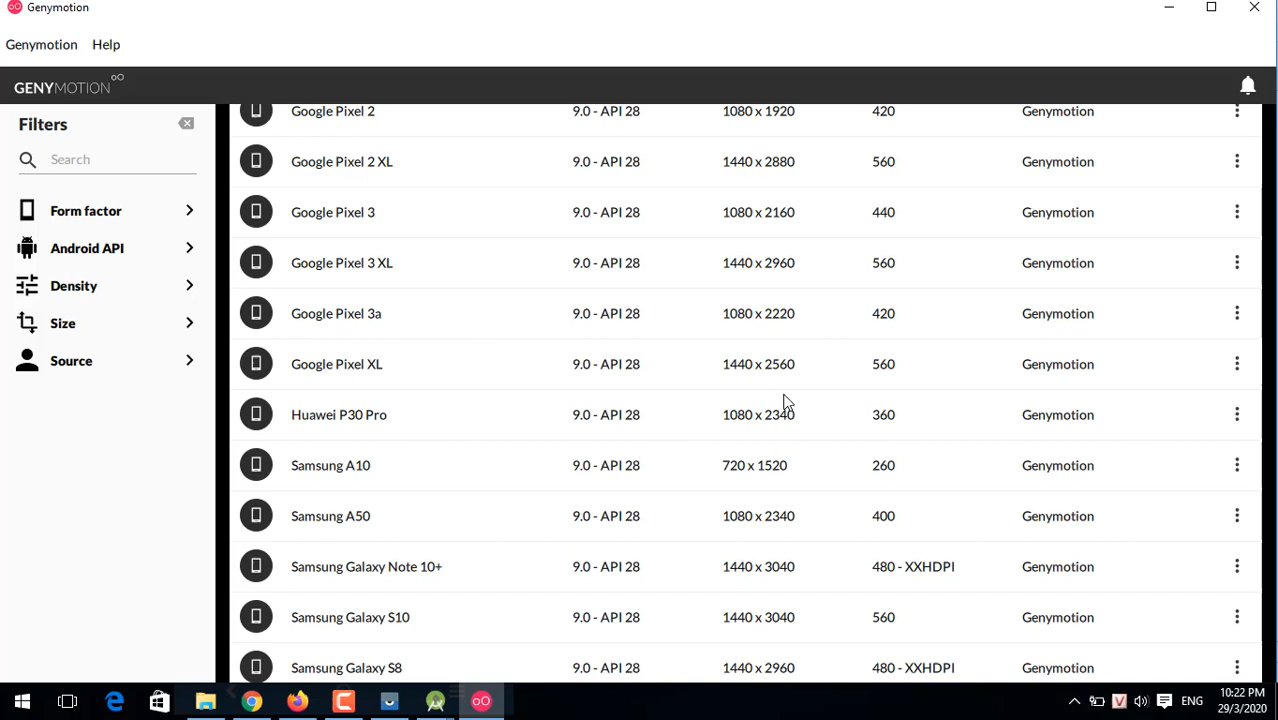 Genymotion
Genymotion Help
GENYMOTION
Filters
Search
Form factor
Android API
Density
Size
Source
Google Pixel 2 9.0 - API 28 1080 x 1920 420 Genymotion
Google Pixel 2 XL 9.0 - API 28 1440 x 2880 560 Genymotion
Google Pixel 3 9.0 - API 28 1080 x 2160 440 Genymotion
Google Pixel 3 XL 9.0 - API 28 1440 x 2960 560 Genymotion
Google Pixel 3a 9.0 - API 28 1080 x 2220 420 Genymotion
Google Pixel XL 9.0 - API 28 1440 x 2560 560 Genymotion
Huawei P30 Pro 9.0 - API 28 1080 x 2340 360 Genymotion
Samsung A10 9.0 - API 28 720 x 1520 260 Genymotion
Samsung A50 9.0 - API 28 1080 x 2340 400 Genymotion
Samsung Galaxy Note 10+ 9.0 - API 28 1440 x 3040 480 - XXHDPI Genymotion
Samsung Galaxy S10 9.0 - API 28 1440 x 3040 560 Genymotion
Samsung Galaxy S8 9.0 - API 28 1440 x 2960 480 - XXHDPI Genymotion
V ENG 10:22 PM
29/3/2020